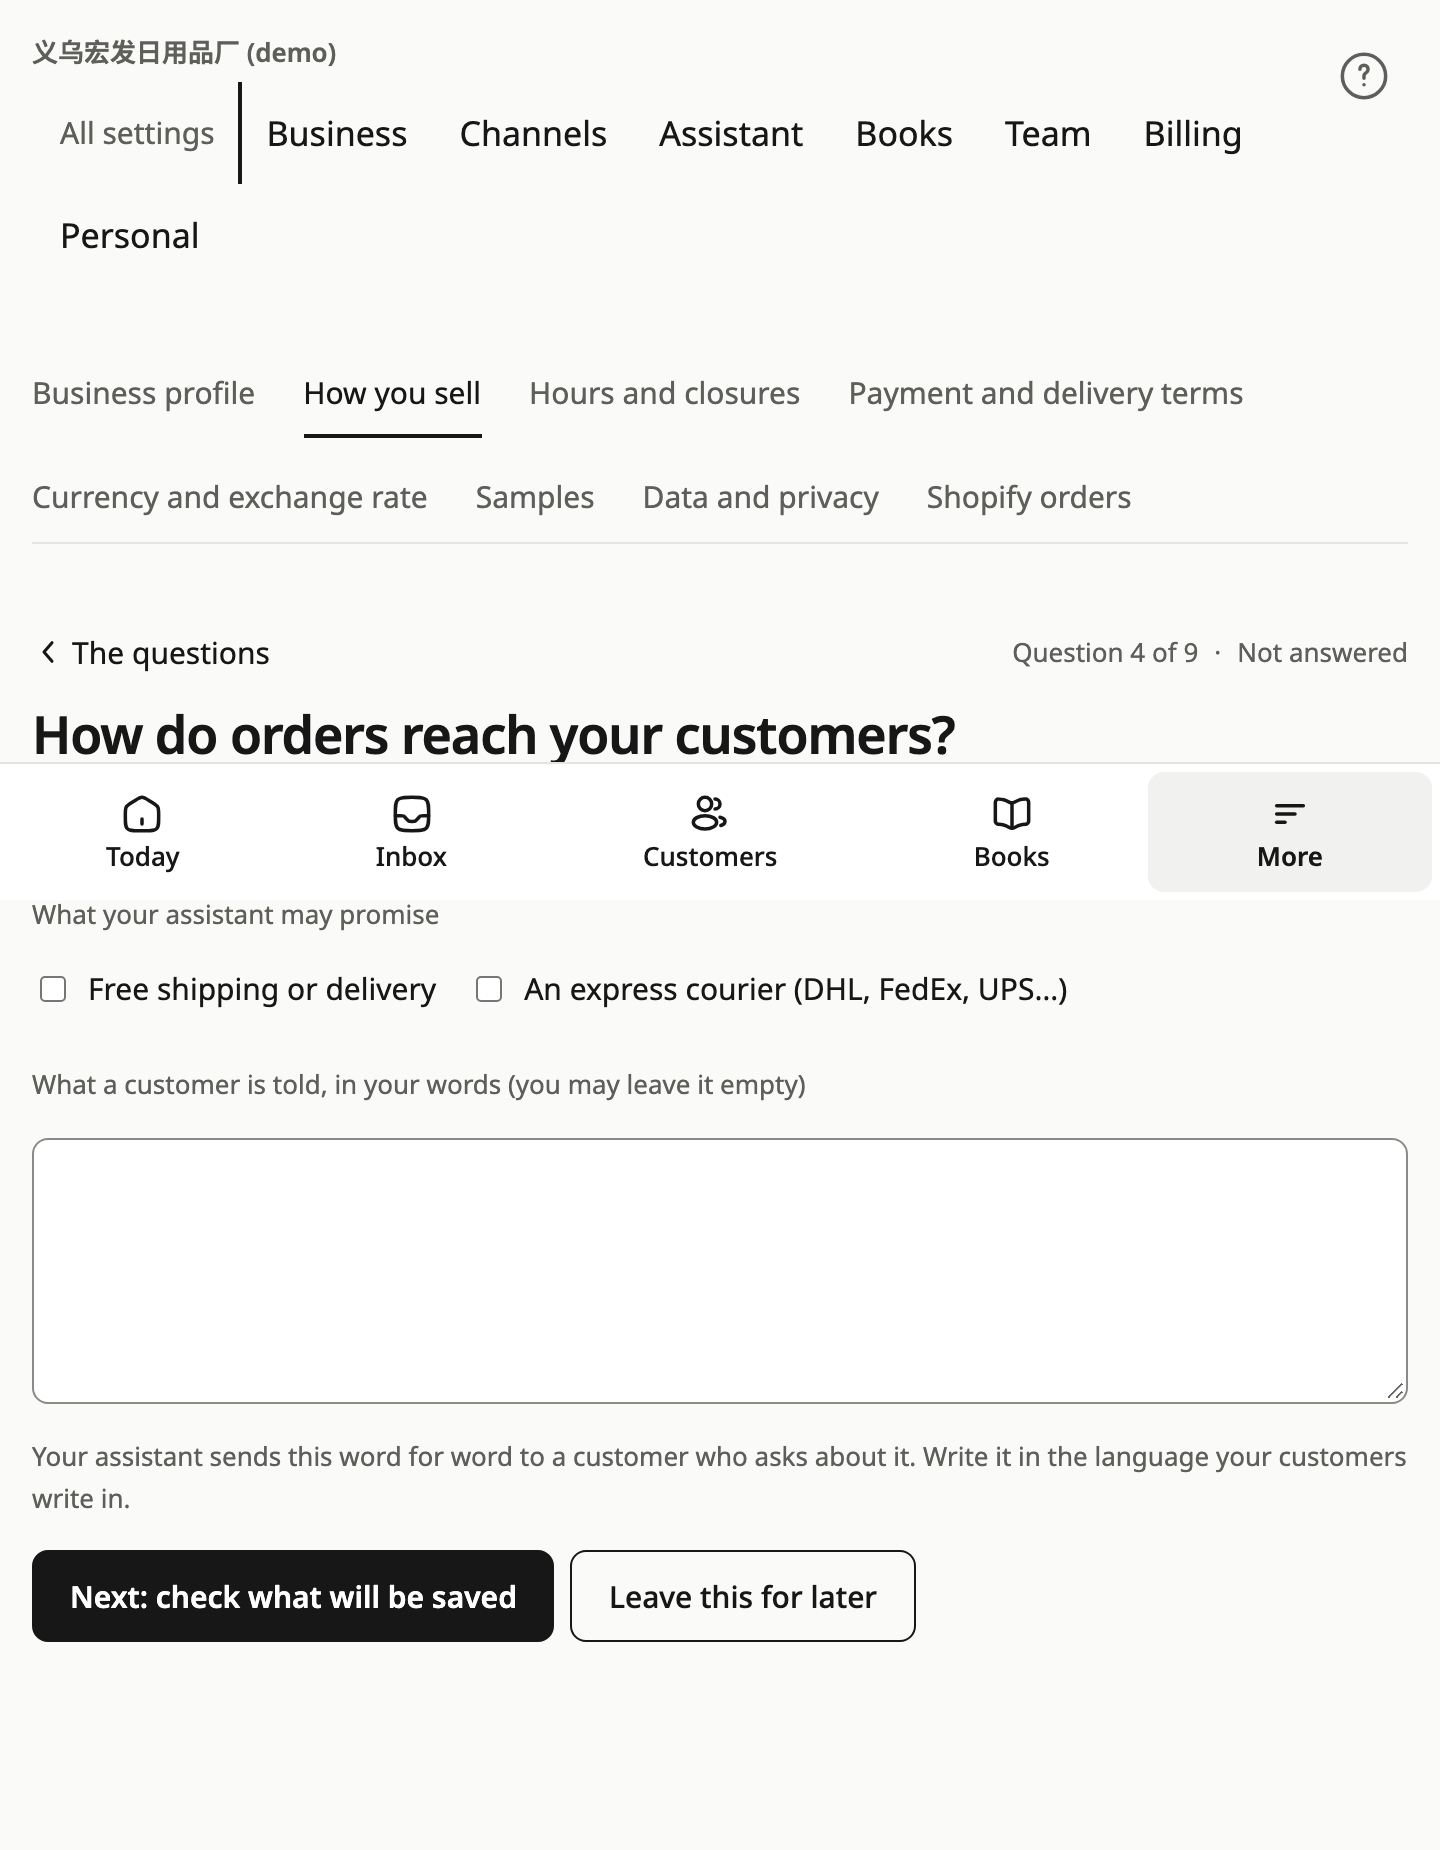 义乌宏发日用品厂 (demo)
All settings
Business
Channels
Assistant
Books
Team
Billing
Personal
Business profile
How you sell
Hours and closures
Payment and delivery terms
Currency and exchange rate
Samples
Data and privacy
Shopify orders
The questions
Question 4 of 9 · Not answered
How do orders reach your customers?
Today
Inbox
Customers
Books
More
What your assistant may promise
Free shipping or delivery
An express courier (DHL, FedEx, UPS...)
What a customer is told, in your words (you may leave it empty)
Your assistant sends this word for word to a customer who asks about it. Write it in the language your customers
write in.
Next: check what will be saved
Leave this for later